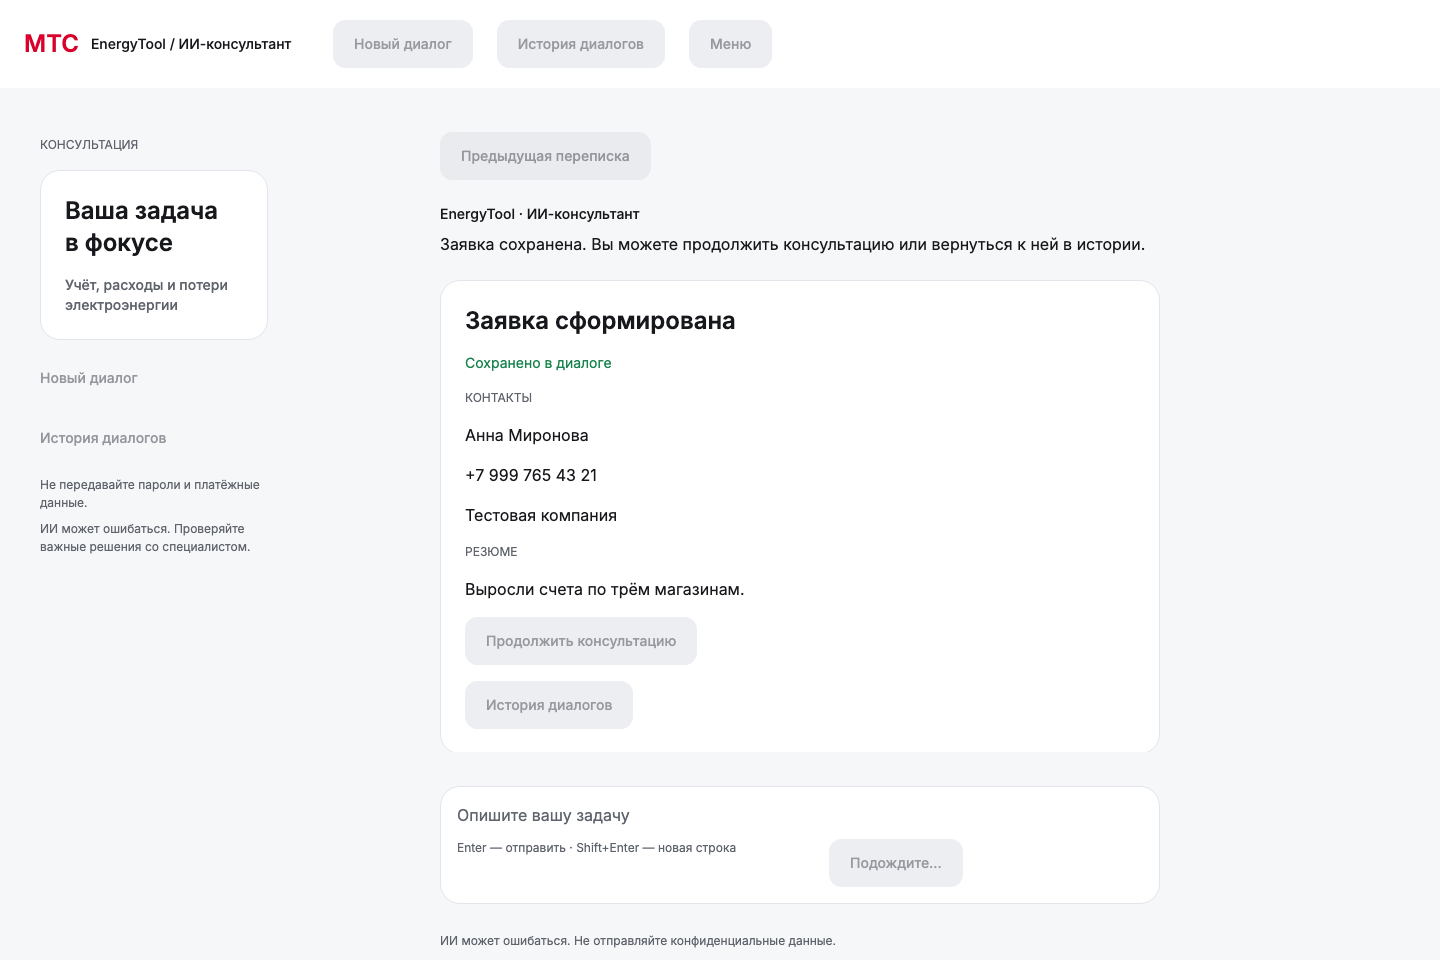 МТС EnergyTool / ИИ-консультант Новый диалог История диалогов Меню
КОНСУЛЬТАЦИЯ
Ваша задача
в фокусе
Учёт, расходы и потери
электроэнергии
Новый диалог
История диалогов
Не передавайте пароли и платёжные
данные.
ИИ может ошибаться. Проверяйте
важные решения со специалистом.
Предыдущая переписка
EnergyTool · ИИ-консультант
Заявка сохранена. Вы можете продолжить консультацию или вернуться к ней в истории.
Заявка сформирована
Сохранено в диалоге
КОНТАКТЫ
Анна Миронова
+7 999 765 43 21
Тестовая компания
РЕЗЮМЕ
Выросли счета по трём магазинам.
Продолжить консультацию
История диалогов
Опишите вашу задачу
Enter — отправить · Shift+Enter — новая строка
Подождите...
ИИ может ошибаться. Не отправляйте конфиденциальные данные.